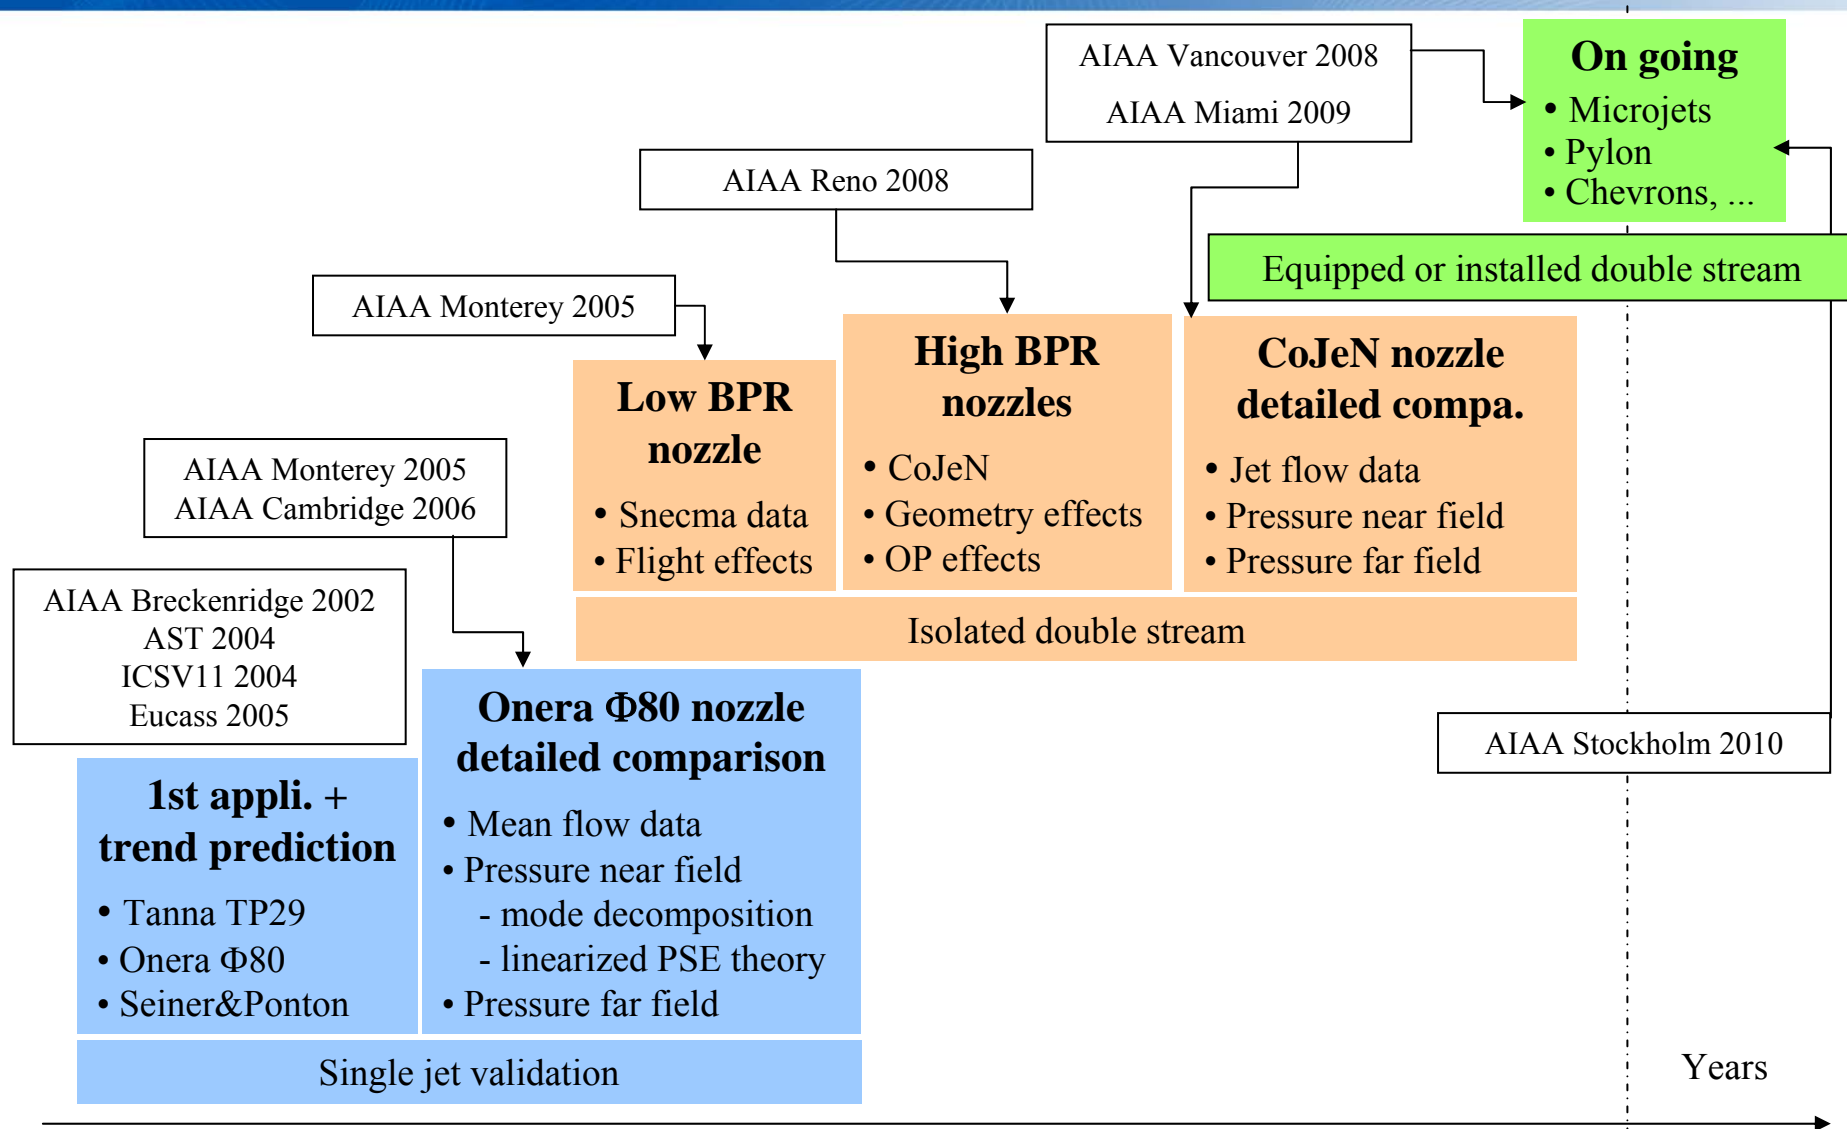 AIAA Vancouver 2008
AIAA Miami 2009
On going
• Microjets
• Pylon
• Chevrons, ...
AIAA Reno 2008
Equipped or installed double stream
AIAA Monterey 2005
Low BPR
nozzle
• Snecma data
• Flight effects
High BPR
nozzles
• CoJeN
• Geometry effects
• OP effects
CoJeN nozzle
detailed compa.
• Jet flow data
• Pressure near field
• Pressure far field
Isolated double stream
AIAA Monterey 2005
AIAA Cambridge 2006
AIAA Breckenridge 2002
AST 2004
ICSV11 2004
Eucass 2005
1st appli. +
trend prediction
• Tanna TP29
• Onera Φ80
• Seiner&Ponton
Onera Φ80 nozzle
detailed comparison
• Mean flow data
• Pressure near field
- mode decomposition
- linearized PSE theory
• Pressure far field
Single jet validation
AIAA Stockholm 2010
Years